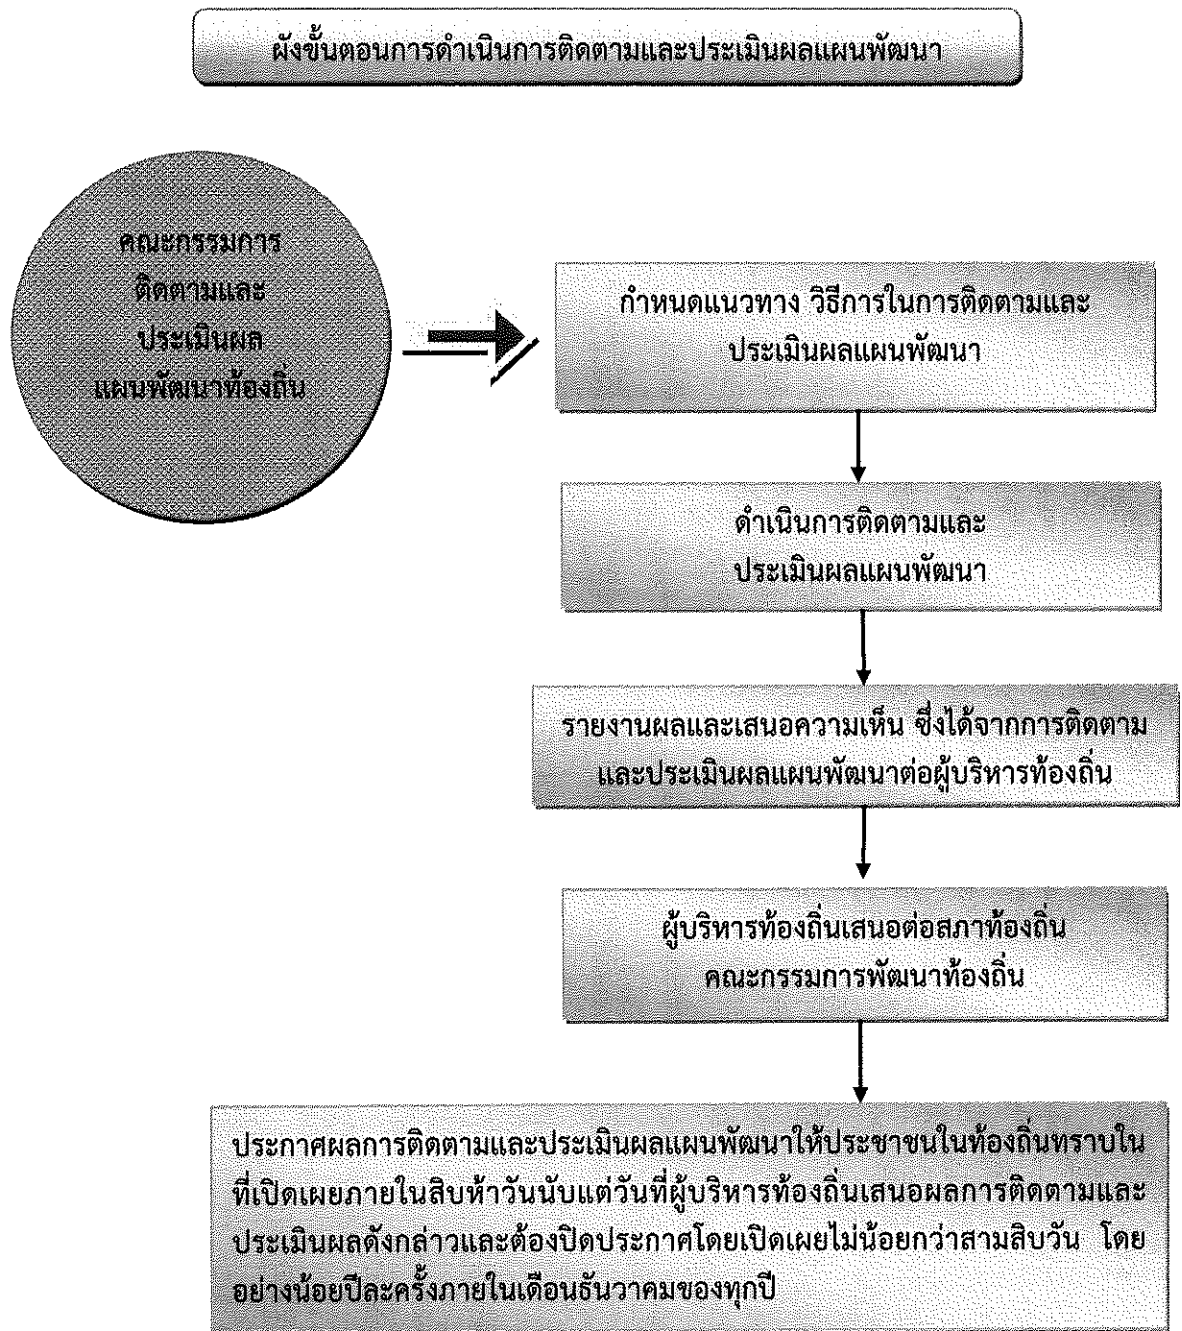 ผังขั้นตอนการดำเนินการติดตามและประเมินผลแผนพัฒนา
คณะกรรมการ
ติดตามและ
ประเมินผล
แผนพัฒนาท้องถิ่น
กำหนดแนวทาง วิธีการในการติดตามและ
ประเมินผลแผนพัฒนา
ดำเนินการติดตามและ
ประเมินผลแผนพัฒนา
รายงานผลและเสนอความเห็น ซึ่งได้จากการติดตาม
และประเมินผลแผนพัฒนาต่อผู้บริหารท้องถิ่น
ผู้บริหารท้องถิ่นเสนอต่อสภาท้องถิ่น
คณะกรรมการพัฒนาท้องถิ่น
ประกาศผลการติดตามและประเมินผลแผนพัฒนาให้ประชาชนในท้องถิ่นทราบใน
ที่เปิดเผยภายในสิบห้าวันนับแต่วันที่ผู้บริหารท้องถิ่นเสนอผลการติดตามและ
ประเมินผลดังกล่าวและต้องปิดประกาศโดยเปิดเผยไม่น้อยกว่าสามสิบวัน โดย
อย่างน้อยปีละครั้งภายในเดือนธันวาคมของทุกปี